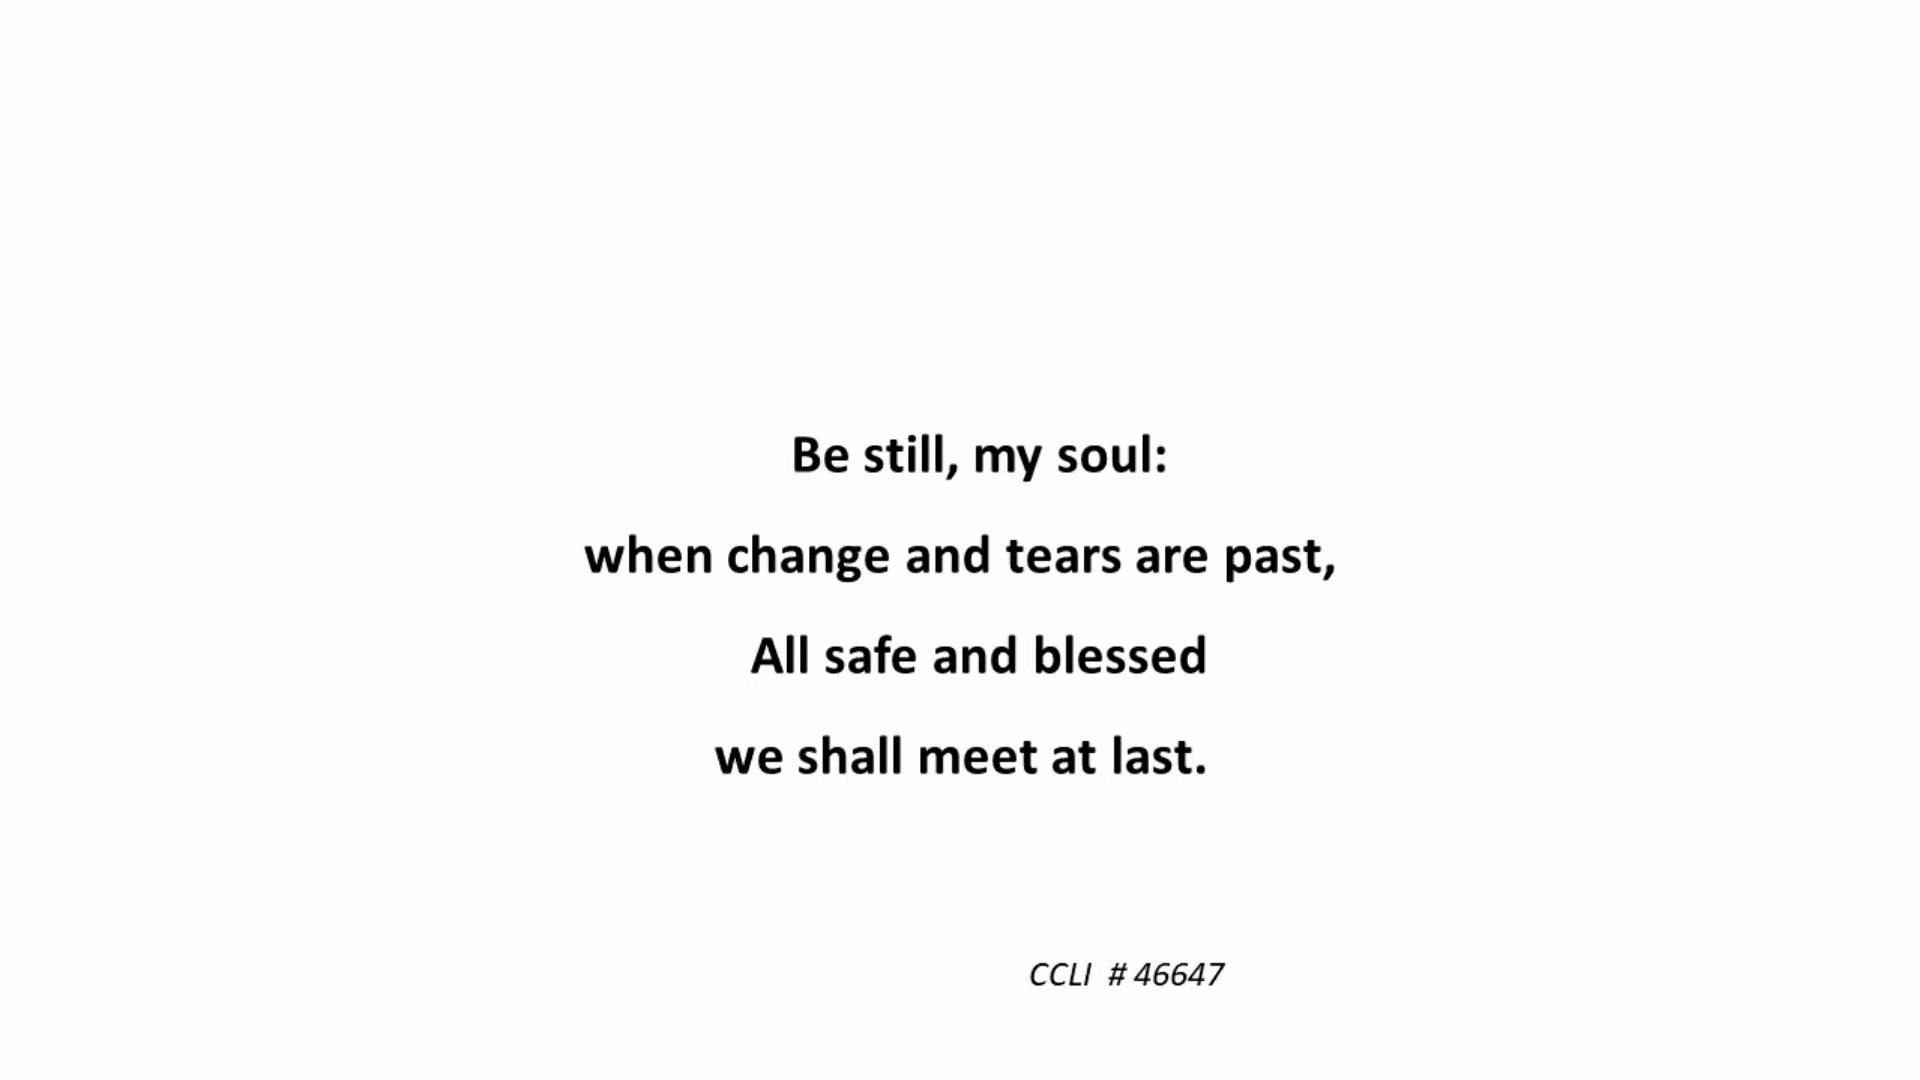 Be still, my soul:
when change and tears are past,
All safe and blessed
we shall meet at last.
CCLI # 46647